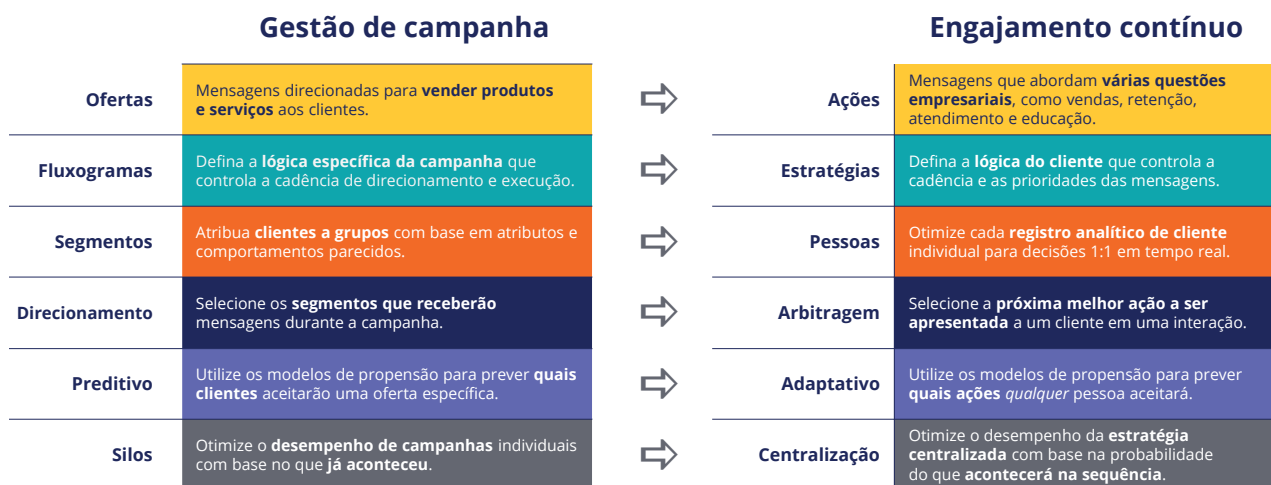 Gestão de campanha
Engajamento contínuo
Ofertas
Mensagens direcionadas para vender produtos
e serviços aos clientes.
Ações
Mensagens que abordam várias questões
empresariais, como vendas, retenção,
atendimento e educação.
Fluxogramas
Defina a lógica específica da campanha que
controla a cadência de direcionamento e execução.
Estratégias
Defina a lógica do cliente que controla a
cadência e as prioridades das mensagens.
Segmentos
Atribua clientes a grupos com base em atributos e
comportamentos parecidos.
Pessoas
Otimize cada registro analítico de cliente
individual para decisões 1:1 em tempo real.
Direcionamento
Selecione os segmentos que receberão
mensagens durante a campanha.
Arbitragem
Selecione a próxima melhor ação a ser
apresentada a um cliente em uma interação.
Preditivo
Utilize os modelos de propensão para prever quais
clientes aceitarão uma oferta específica.
Adaptativo
Utilize os modelos de propensão para prever
quais ações qualquer pessoa aceitará.
Silos
Otimize o desempenho de campanhas individuais
com base no que já aconteceu.
Centralização
Otimize o desempenho da estratégia
centralizada com base na probabilidade
do que acontecerá na sequência.